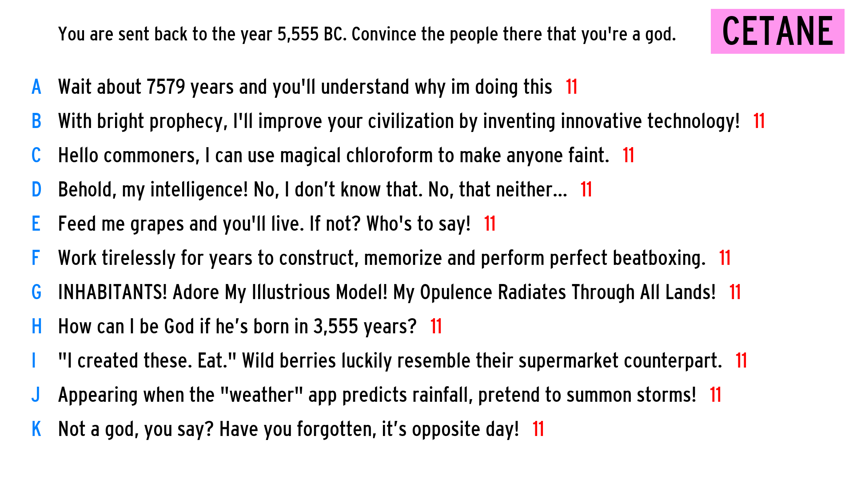 You are sent back to the year 5,555 BC. Convince the people there that you're a god.
CETANE
A Wait about 7579 years and you'll understand why im doing this 11
B With bright prophecy, I'll improve your civilization by inventing innovative technology! 11
C Hello commoners, I can use magical chloroform to make anyone faint. 11
D Behold, my intelligence! No, I don’t know that. No, that neither... 11
E Feed me grapes and you'll live. If not? Who's to say! 11
F Work tirelessly for years to construct, memorize and perform perfect beatboxing. 11
G INHABITANTS! Adore My Illustrious Model! My Opulence Radiates Through All Lands! 11
H How can I be God if he’s born in 3,555 years? 11
I "I created these. Eat." Wild berries luckily resemble their supermarket counterpart. 11
J Appearing when the "weather" app predicts rainfall, pretend to summon storms! 11
K Not a god, you say? Have you forgotten, it’s opposite day! 11